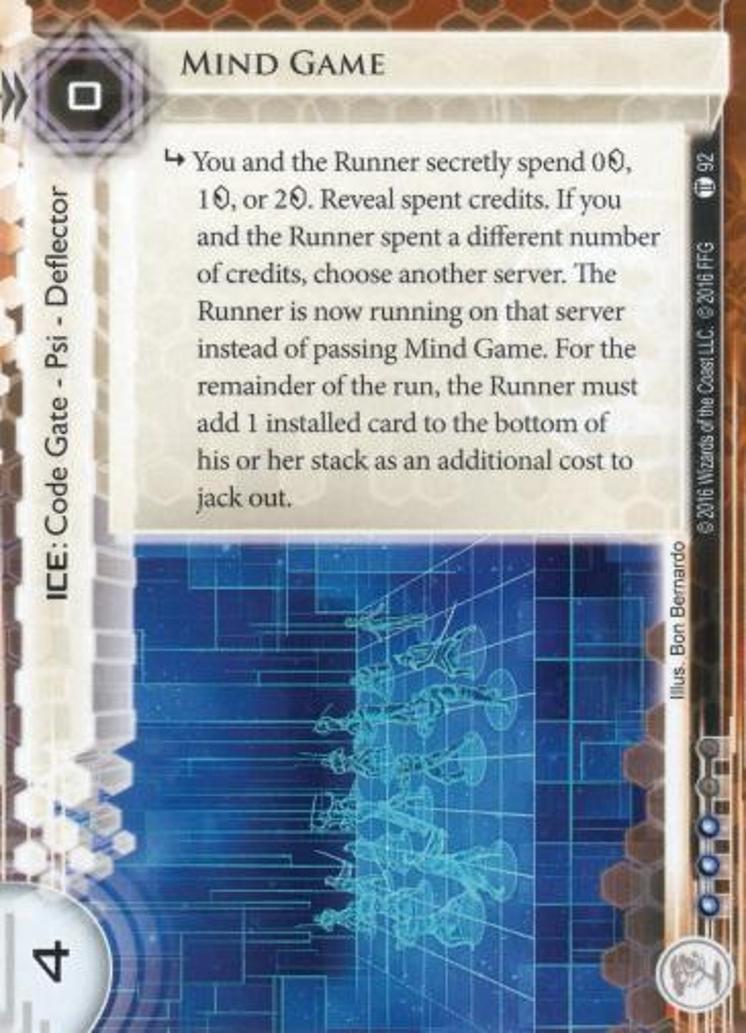 0
MIND GAME
↳ You and the Runner secretly spend 0,
1, or 2. Reveal spent credits. If you
and the Runner spent a different number
of credits, choose another server. The
Runner is now running on that server
instead of passing Mind Game. For the
remainder of the run, the Runner must
add 1 installed card to the bottom of
his or her stack as an additional cost to
jack out.
ICE: Code Gate - Psi - Deflector
4
Illus. Bon Bernardo
© 2016 Wizards of the Coast LLC. © 2016 FFG 92